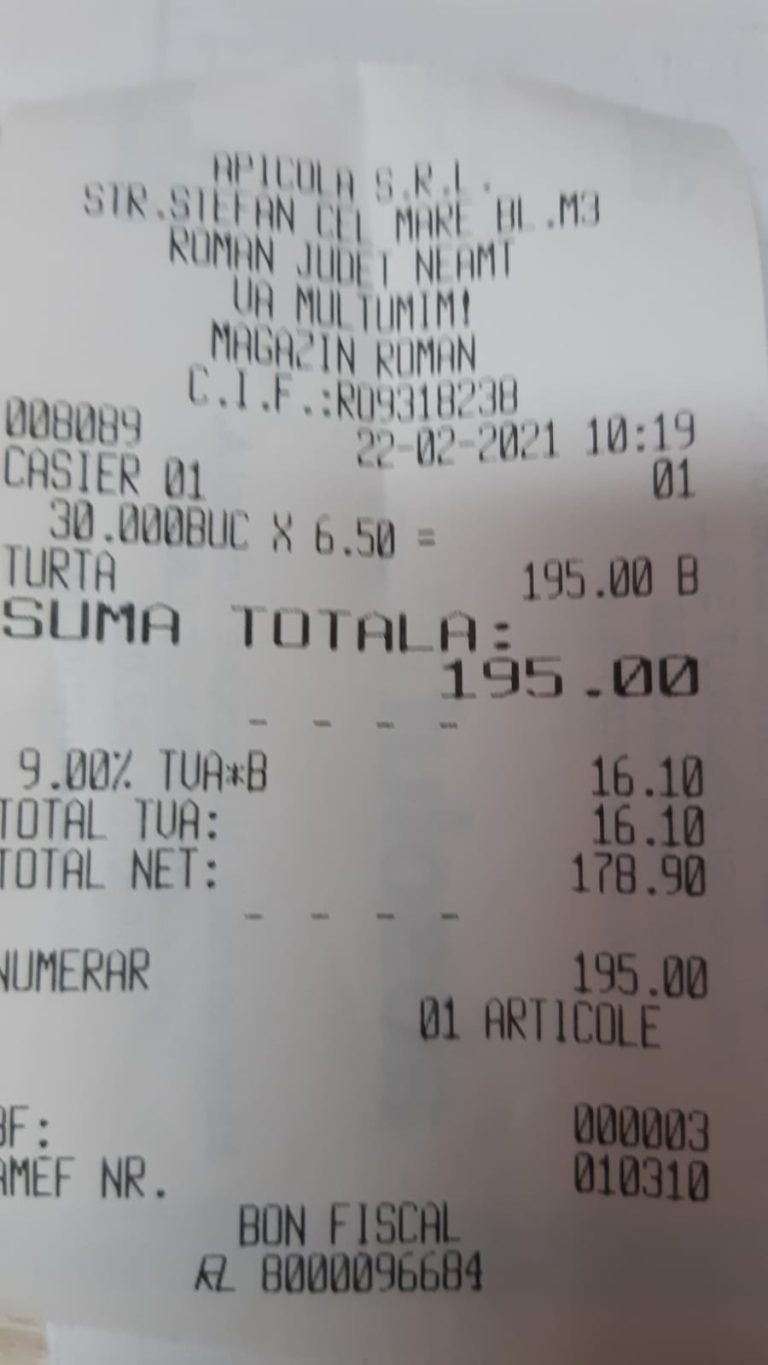 APICOLA S.R.L.
STR.STEFAN CEL MARE BL.M3
ROMAN JUDET NEAMT
VA MULTUMIM!
MAGAZIN ROMAN
C.I.F.:RO9318238
008089 22-02-2021 10:19
CASIER 01 01
30.000BUC X 6.50 =
TURTA 195.00 B
SUMA TOTALA:
195.00
- - - -
9.00% TVA*B 16.10
TOTAL TVA: 16.10
TOTAL NET: 178.90
- - - -
NUMERAR 195.00
01 ARTICOLE
BF: 000003
AMEF NR. 010310
BON FISCAL
8000096684